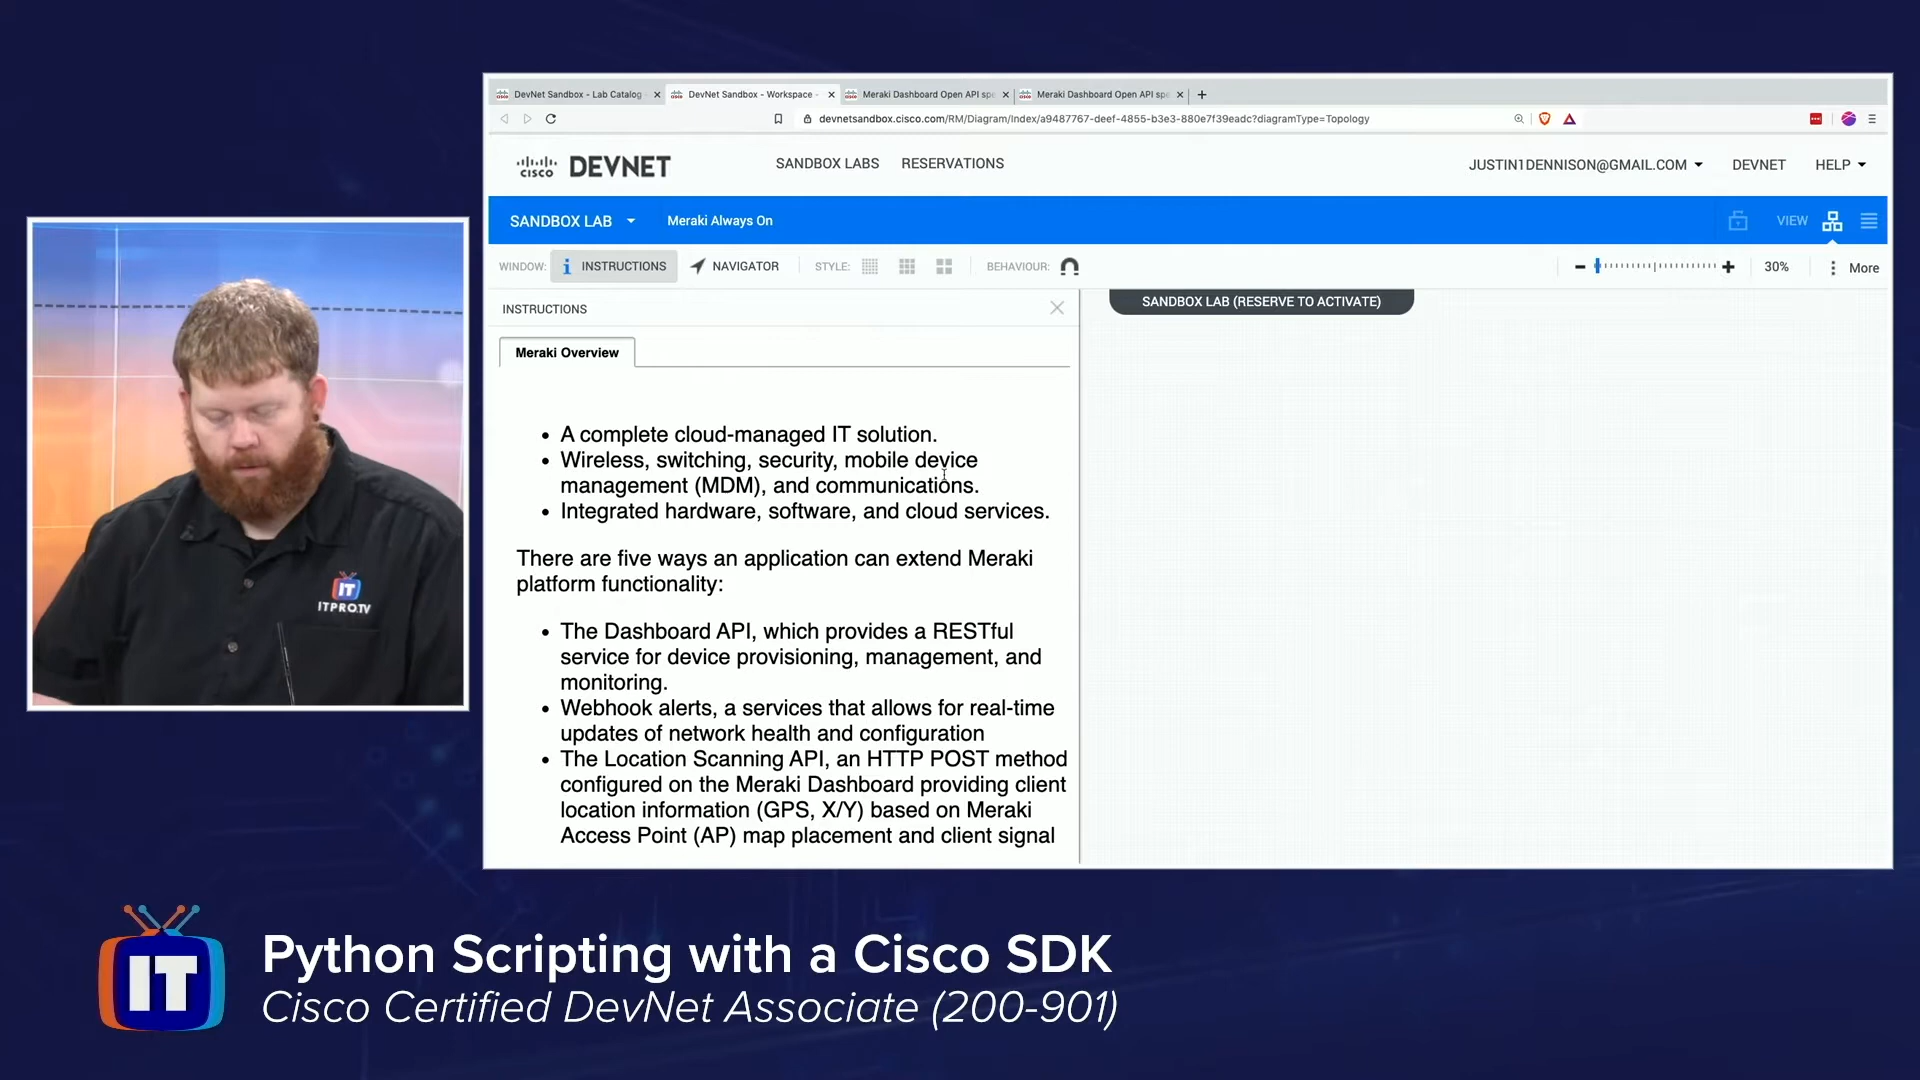 DevNet Sandbox - Lab Catalog
DevNet Sandbox - Workspace -
Meraki Dashboard Open API spe
Meraki Dashboard Open API spe
devnetsandbox.cisco.com/RM/Diagram/Index/a9487767-deef-4855-b3e3-880e7f39eadc?diagramType=Topology
cisco DEVNET
SANDBOX LABS
RESERVATIONS
JUSTIN1DENNISON@GMAIL.COM
DEVNET
HELP
SANDBOX LAB
Meraki Always On
VIEW
WINDOW:
INSTRUCTIONS
NAVIGATOR
STYLE:
BEHAVIOUR:
30%
More
INSTRUCTIONS
SANDBOX LAB (RESERVE TO ACTIVATE)
Meraki Overview
• A complete cloud-managed IT solution.
• Wireless, switching, security, mobile device
management (MDM), and communications.
• Integrated hardware, software, and cloud services.
There are five ways an application can extend Meraki
platform functionality:
• The Dashboard API, which provides a RESTful
service for device provisioning, management, and
monitoring.
• Webhook alerts, a services that allows for real-time
updates of network health and configuration
• The Location Scanning API, an HTTP POST method
configured on the Meraki Dashboard providing client
location information (GPS, X/Y) based on Meraki
Access Point (AP) map placement and client signal
IT
ITPRO.TV
IT
Python Scripting with a Cisco SDK
Cisco Certified DevNet Associate (200-901)